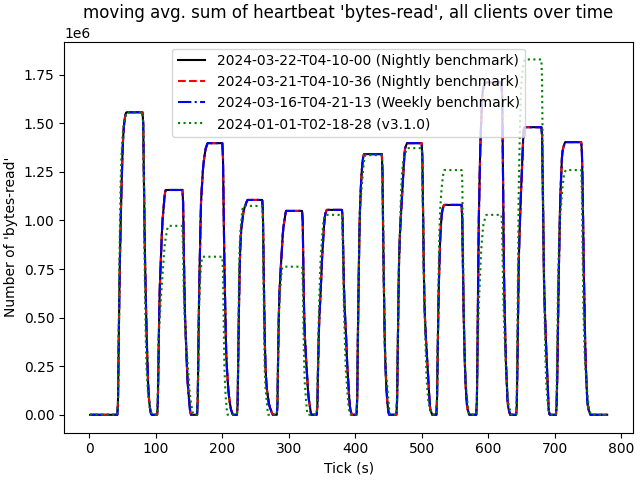 moving avg. sum of heartbeat 'bytes-read', all clients over time
1e6
2024-03-22-T04-10-00 (Nightly benchmark)
2024-03-21-T04-10-36 (Nightly benchmark)
2024-03-16-T04-21-13 (Weekly benchmark)
2024-01-01-T02-18-28 (v3.1.0)
1.75
1.50
1.25
1.00
0.75
0.50
0.25
0.00
Number of 'bytes-read'
0 100 200 300 400 500 600 700 800
Tick (s)